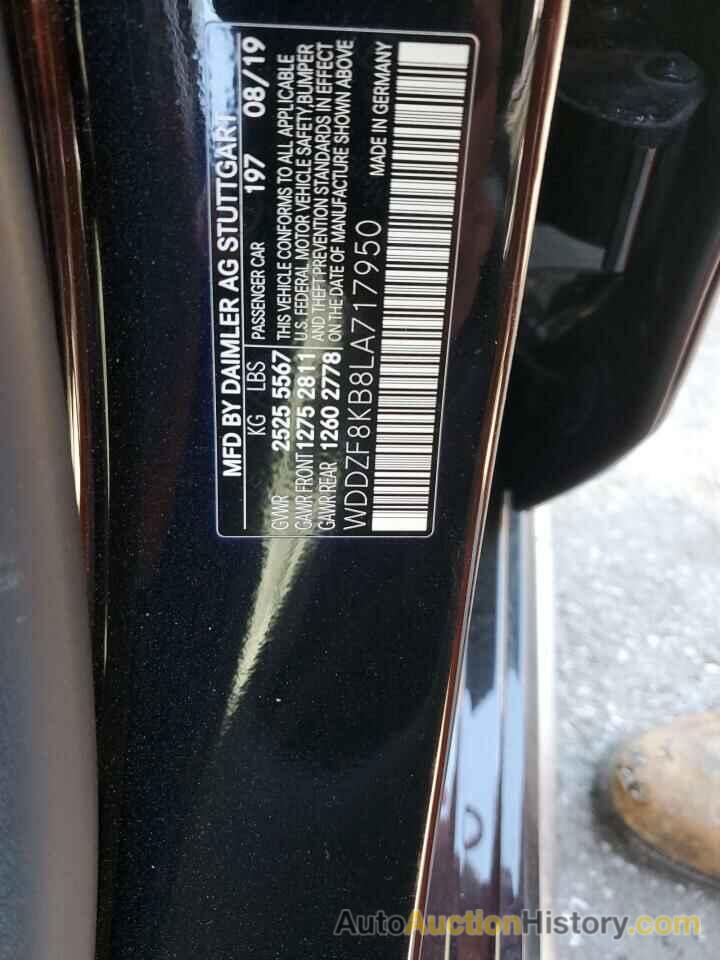 MFD BY DAIMLER AG STUTTGART
KG LBS PASSENGER CAR 197 08/19
GVWR 2525 5567 THIS VEHICLE CONFORMS TO ALL APPLICABLE
GAWR FRONT 1275 2811 U.S. FEDERAL MOTOR VEHICLE SAFETY,BUMPER
AND THEFT PREVENTION STANDARDS IN EFFECT
GAWR REAR 1260 2778 ON THE DATE OF MANUFACTURE SHOWN ABOVE
WDDZF8KB8LA717950
MADE IN GERMANY
AutoAuctionHistory.com